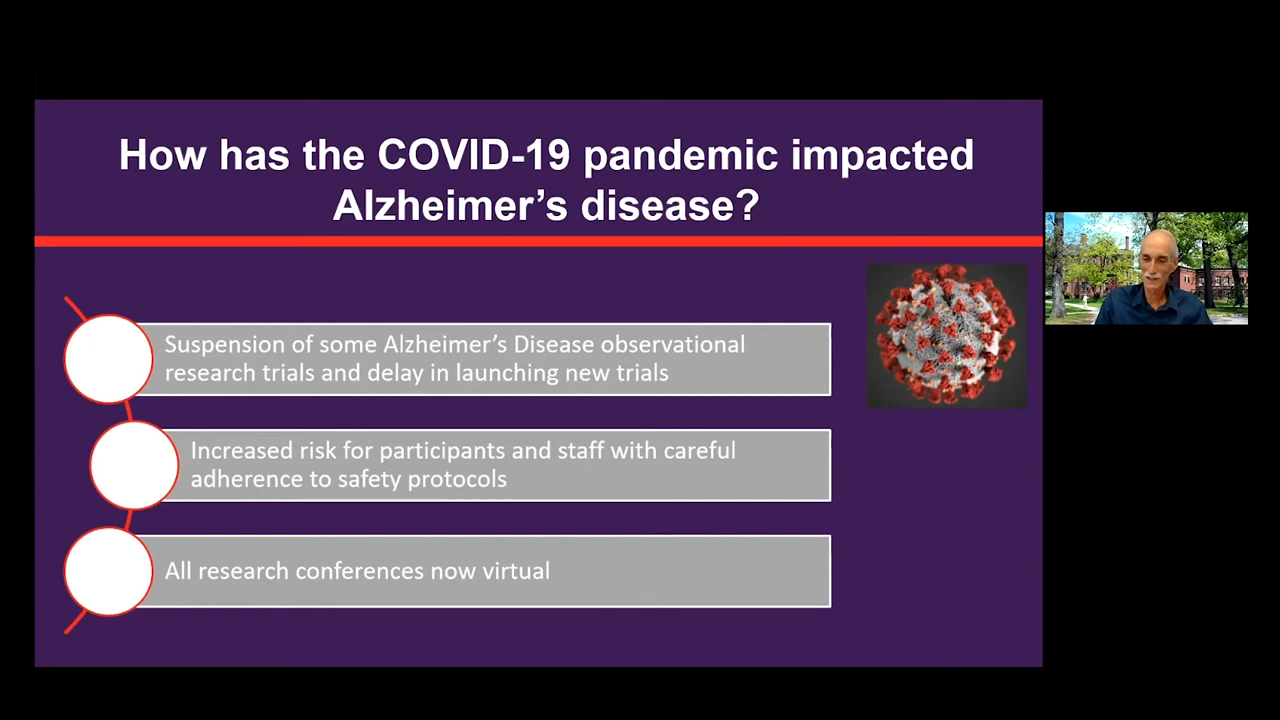 How has the COVID-19 pandemic impacted
Alzheimer’s disease?
Suspension of some Alzheimer’s Disease observational
research trials and delay in launching new trials
Increased risk for participants and staff with careful
adherence to safety protocols
All research conferences now virtual